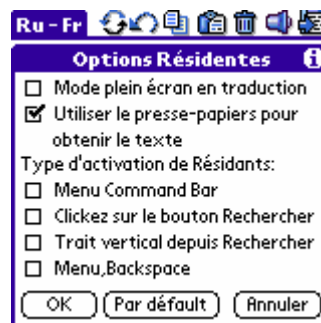 Ru-Fr
Options Résidentes
Mode plein écran en traduction
Utiliser le presse-papiers pour
obtenir le texte
Type d'activation de Résidants:
Menu Command Bar
Clickez sur le bouton Rechercher
Trait vertical depuis Rechercher
Menu,Backspace
OK Par défault Annuler